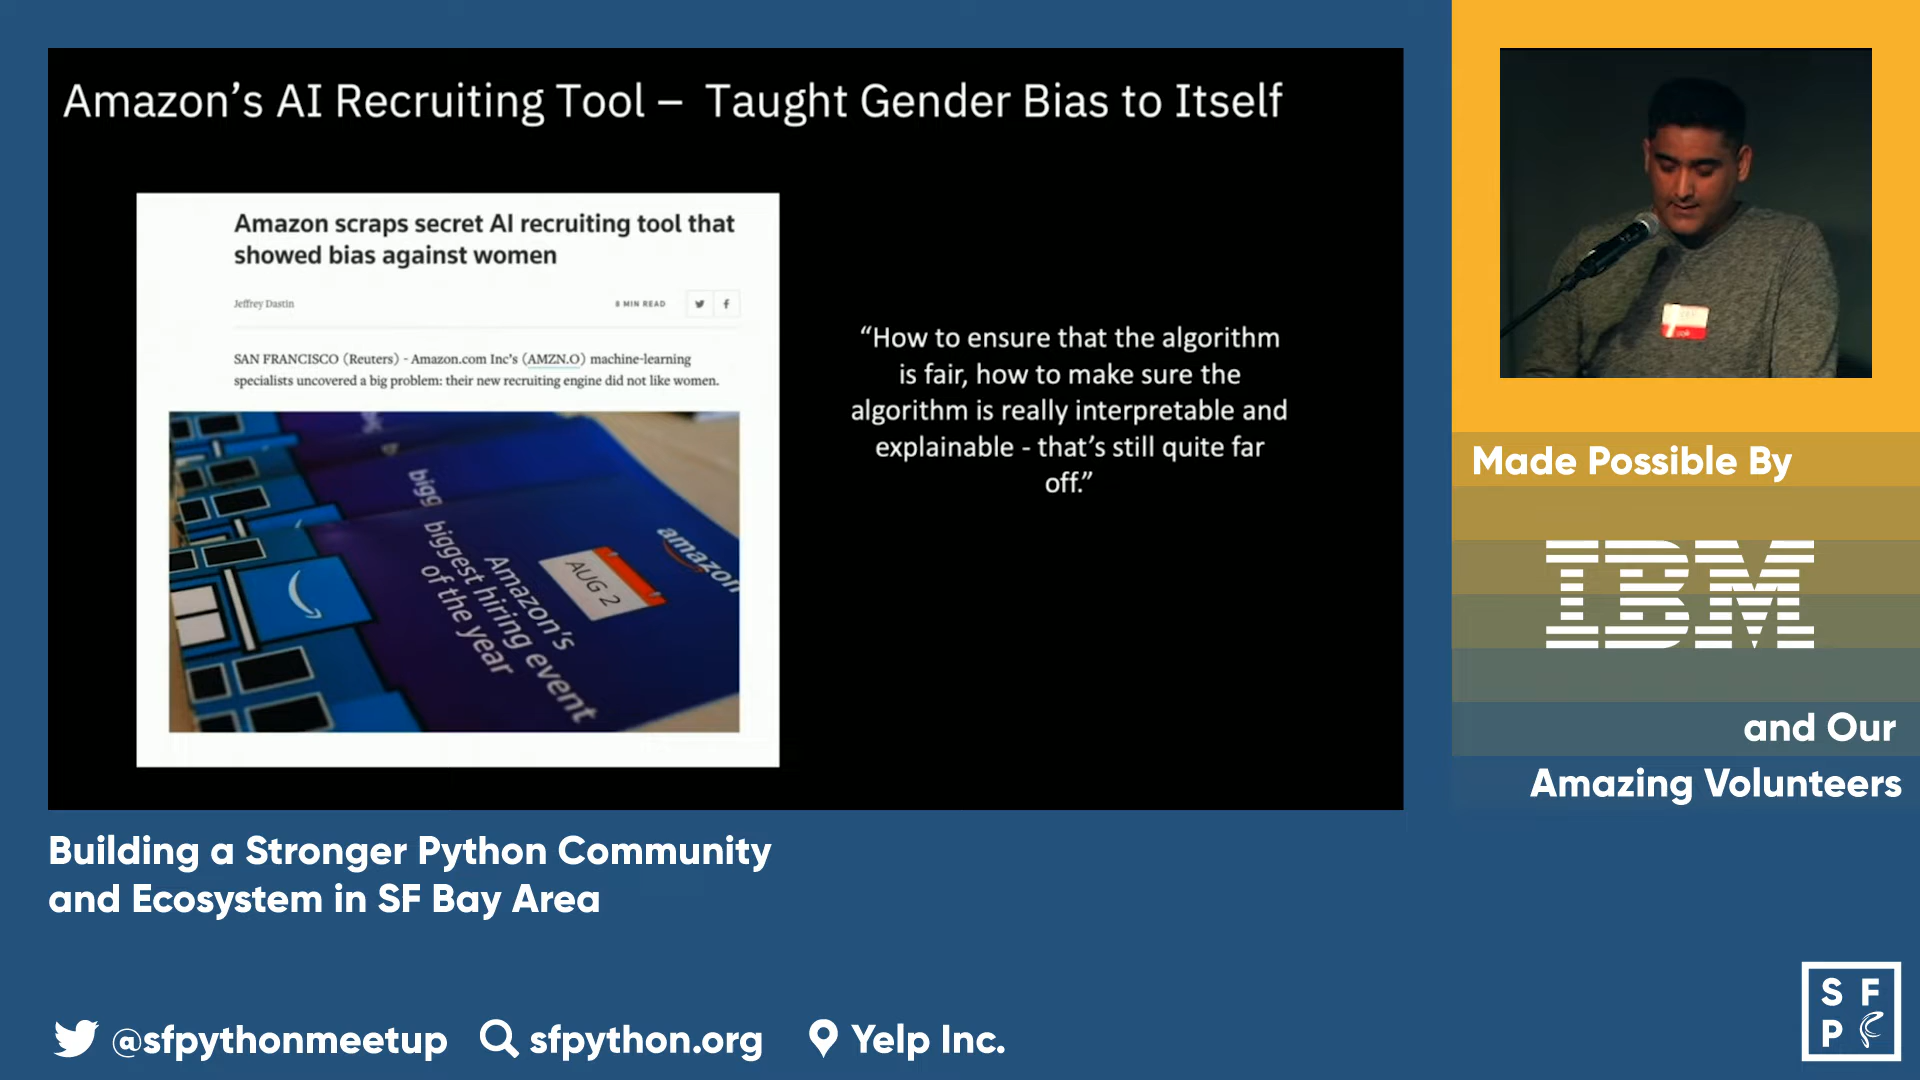 Amazon's AI Recruiting Tool – Taught Gender Bias to Itself
Amazon scraps secret AI recruiting tool that
showed bias against women
Jeffrey Dastin
8 MIN READ
SAN FRANCISCO (Reuters) - Amazon.com Inc's (AMZN.O) machine-learning
specialists uncovered a big problem: their new recruiting engine did not like women.
bigg
amazon
AUG 2
Amazon's
biggest hiring event
of the year
“How to ensure that the algorithm
is fair, how to make sure the
algorithm is really interpretable and
explainable - that’s still quite far
off.”
Made Possible By
IBM
and Our
Amazing Volunteers
Building a Stronger Python Community
and Ecosystem in SF Bay Area
@sfpythonmeetup
sfpython.org
Yelp Inc.
S F
P